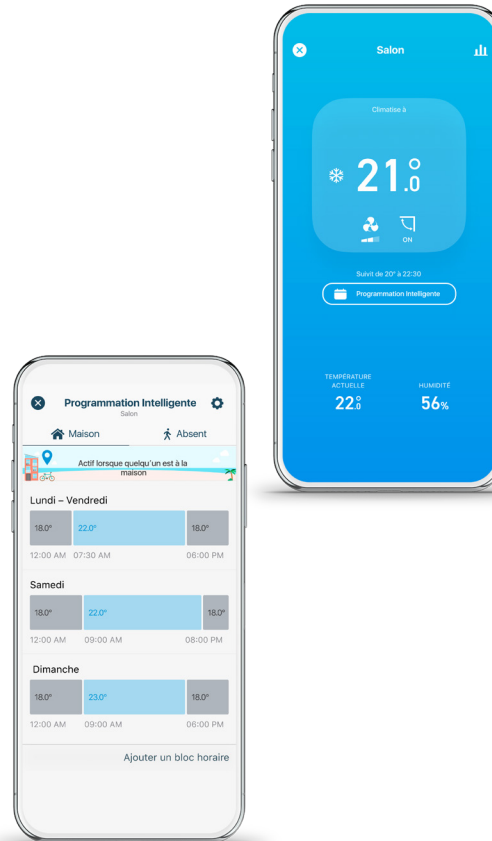 Salon
Climatise à
21.0°
ON
Suivit de 20° à 22:30
Programmation Intelligente
TEMPÉRATURE
ACTUELLE
HUMIDITÉ
22.0°
56%
Programmation Intelligente
Salon
Maison
Absent
Actif lorsque quelqu'un est à la
maison
Lundi – Vendredi
18.0° 22.0° 18.0°
12:00 AM 07:30 AM 06:00 PM
Samedi
18.0° 22.0° 18.0°
12:00 AM 09:00 AM 08:00 PM
Dimanche
18.0° 23.0° 18.0°
12:00 AM 09:00 AM 06:00 PM
Ajouter un bloc horaire